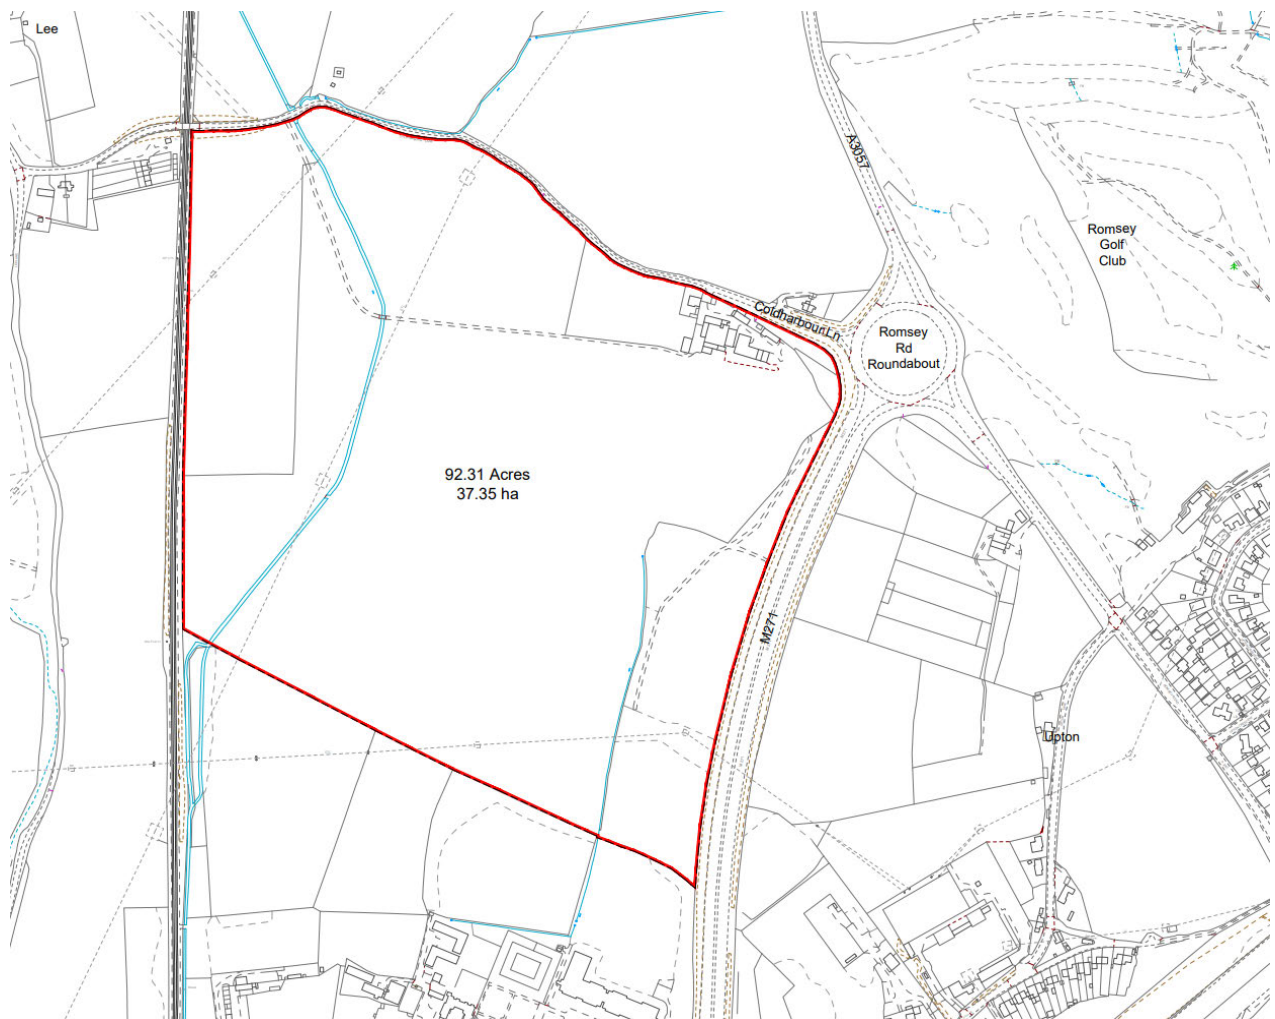 Lee
A3057
Romsey
Golf
Club
Coldharbour Ln
Romsey
Rd
Roundabout
92.31 Acres
37.35 ha
M271
Upton